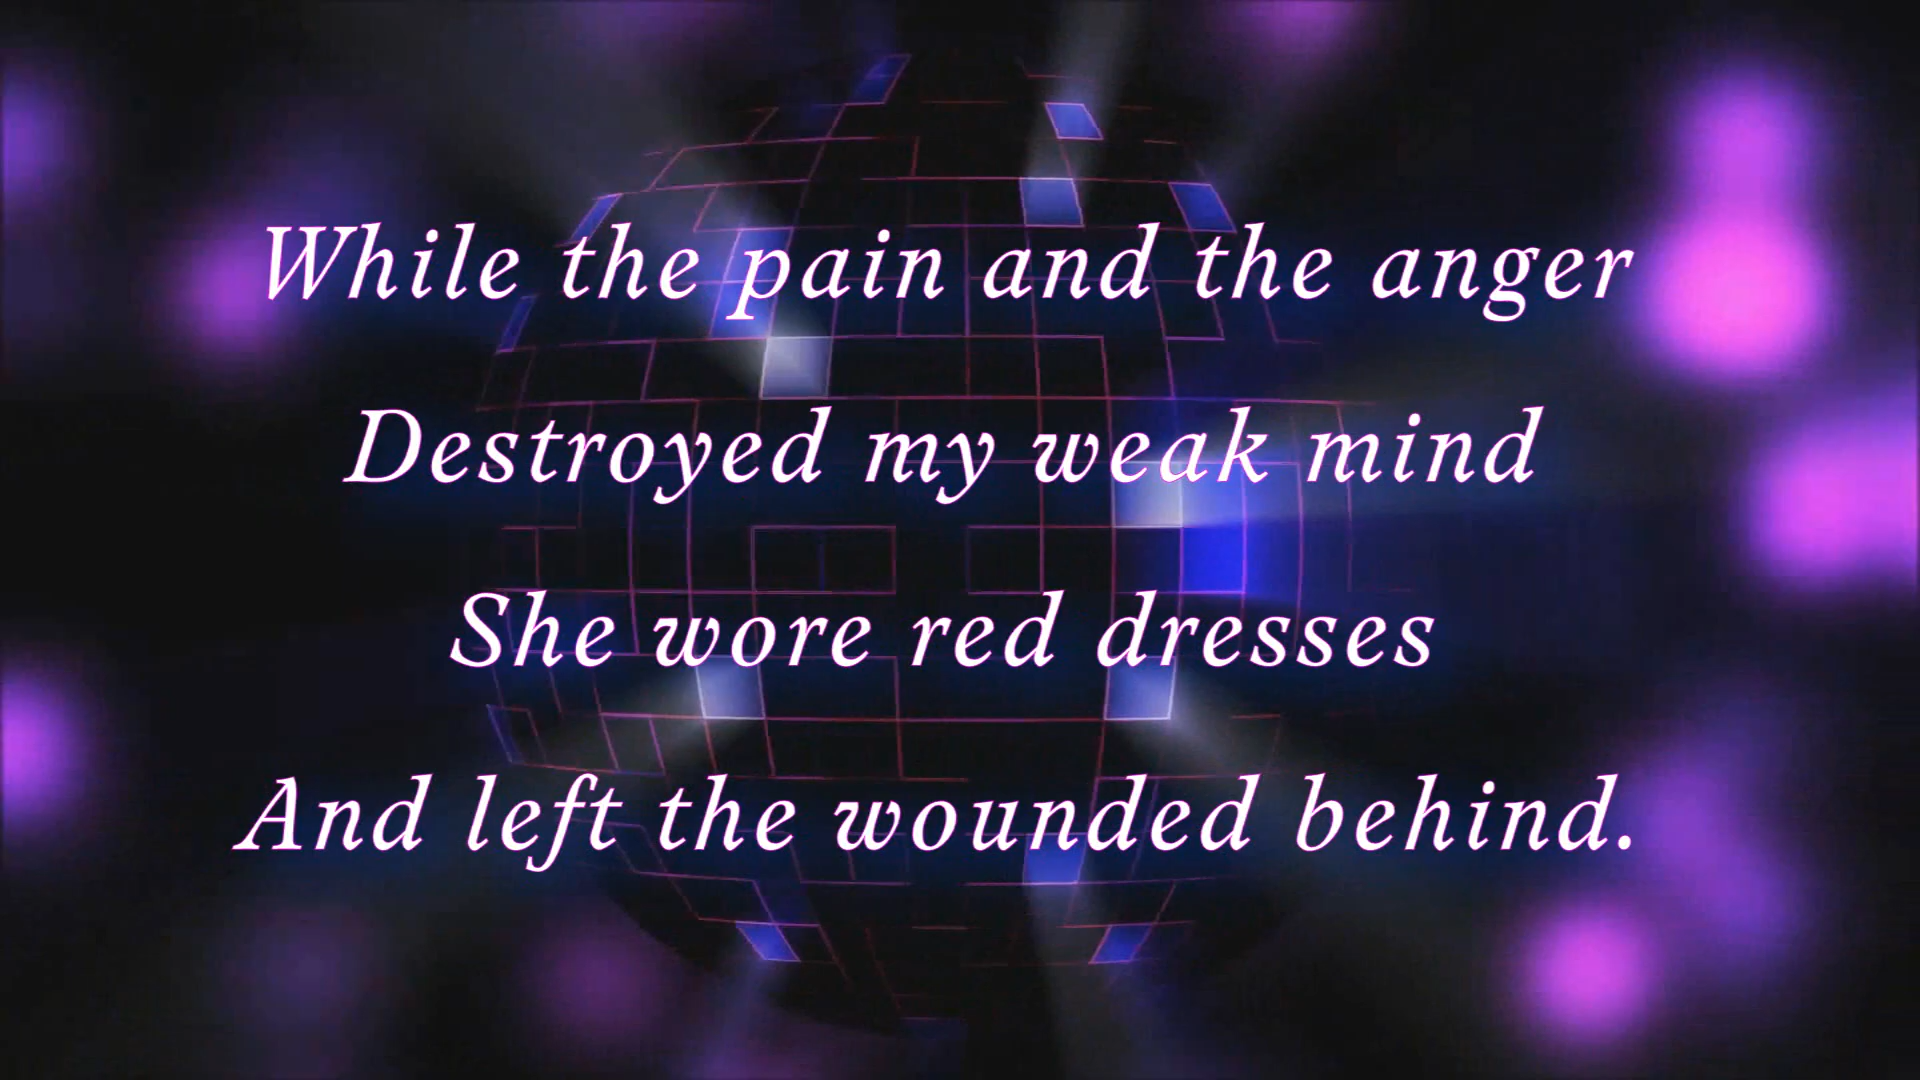 While the pain and the anger
Destroyed my weak mind
She wore red dresses
And left the wounded behind.